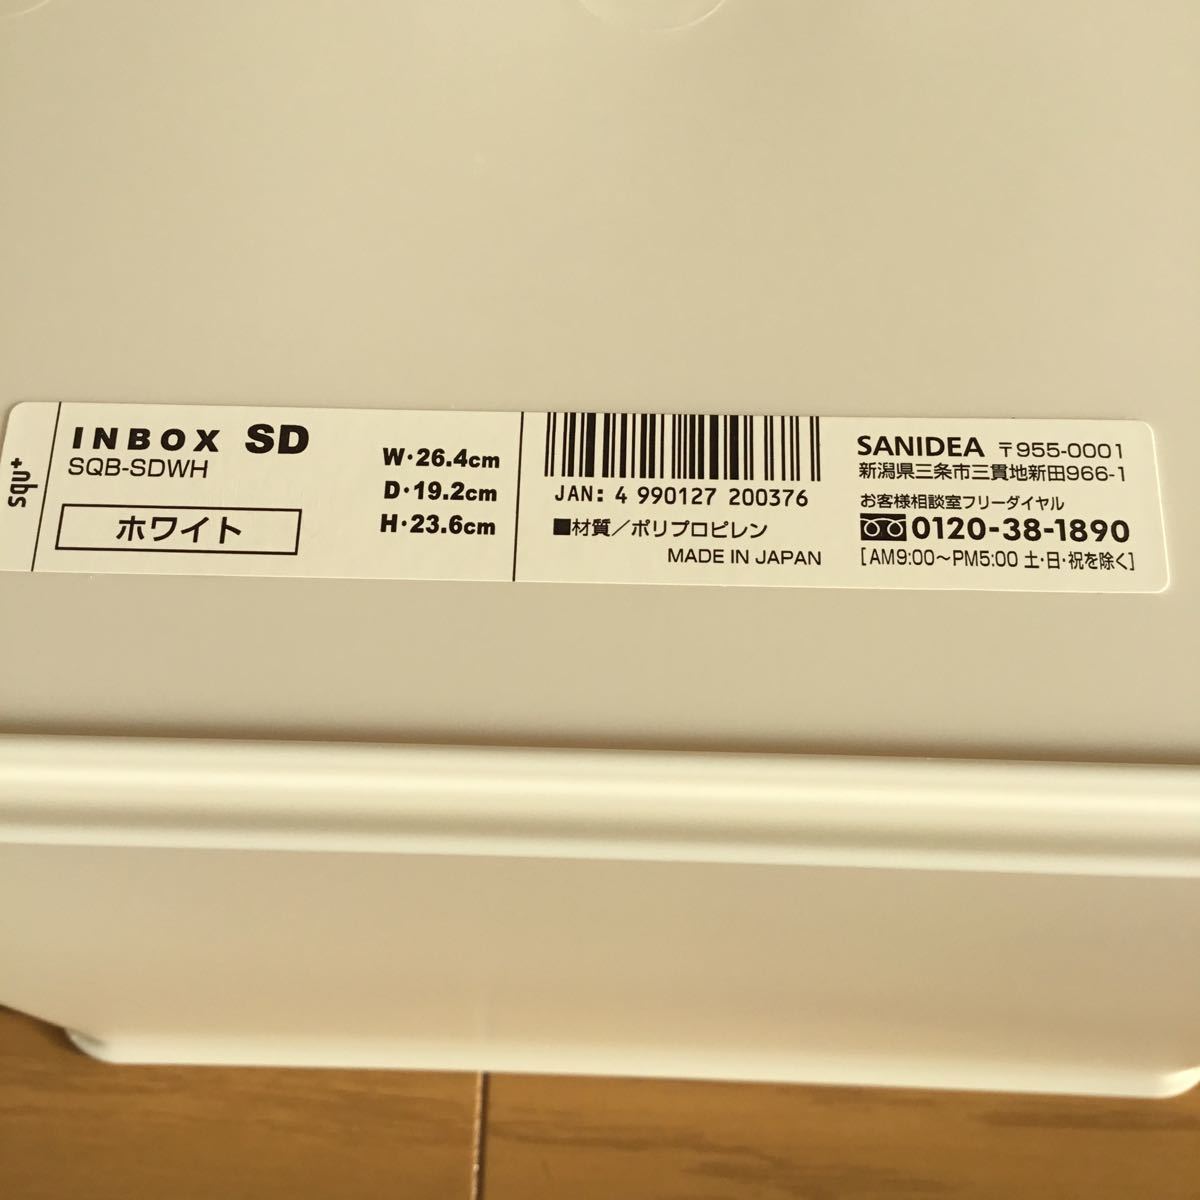 squ+
INBOX SD
SQB-SDWH
ホワイト
W・26.4cm
D・19.2cm
H・23.6cm
JAN: 4 990127 200376
■材質／ポリプロピレン
MADE IN JAPAN
SANIDEA 〒955-0001
新潟県三条市三貫地新田966-1
お客様相談室フリーダイヤル
0120-38-1890
［AM9:00〜PM5:00 土・日・祝を除く］